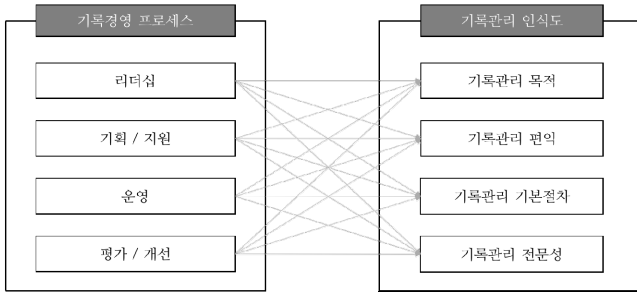 기록경영 프로세스
리더십
기획 / 지원
운영
평가 / 개선
기록관리 인식도
기록관리 목적
기록관리 편익
기록관리 기본절차
기록관리 전문성